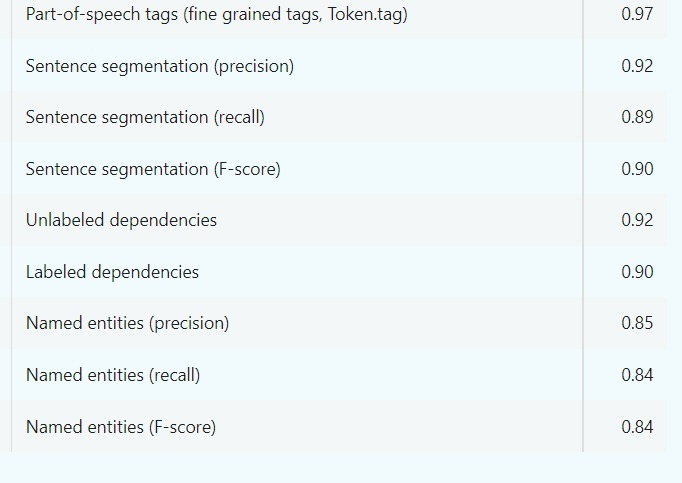 Part-of-speech tags (fine grained tags, Token.tag) 0.97
Sentence segmentation (precision) 0.92
Sentence segmentation (recall) 0.89
Sentence segmentation (F-score) 0.90
Unlabeled dependencies 0.92
Labeled dependencies 0.90
Named entities (precision) 0.85
Named entities (recall) 0.84
Named entities (F-score) 0.84